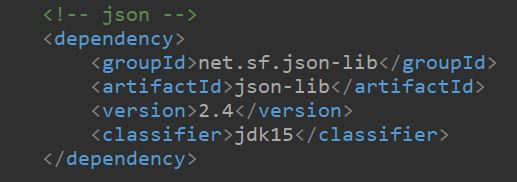 <!-- json -->
<dependency>
    <groupId>net.sf.json-lib</groupId>
    <artifactId>json-lib</artifactId>
    <version>2.4</version>
    <classifier>jdk15</classifier>
</dependency>